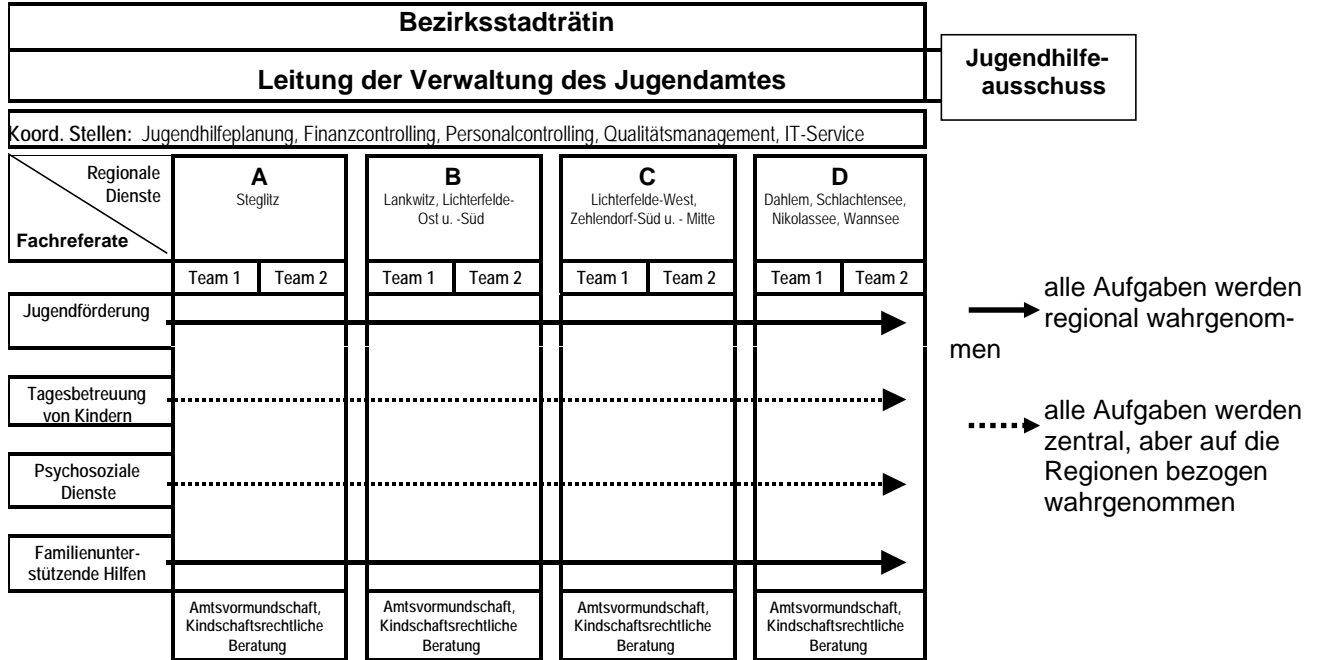 Bezirksstadträtin
Leitung der Verwaltung des Jugendamtes
Jugendhilfe-
ausschuss
Koord. Stellen: Jugendhilfeplanung, Finanzcontrolling, Personalcontrolling, Qualitätsmanagement, IT-Service
Regionale
Dienste
Fachreferate
A
Steglitz
B
Lankwitz, Lichterfelde-
Ost u. -Süd
C
Lichterfelde-West,
Zehlendorf-Süd u. - Mitte
D
Dahlem, Schlachtensee,
Nikolassee, Wannsee
Team 1 Team 2 Team 1 Team 2 Team 1 Team 2 Team 1 Team 2
Jugendförderung
Tagesbetreuung
von Kindern
Psychosoziale
Dienste
Familienunter-
stützende Hilfen
Amtsvormundschaft,
Kindschaftsrechtliche
Beratung
Amtsvormundschaft,
Kindschaftsrechtliche
Beratung
Amtsvormundschaft,
Kindschaftsrechtliche
Beratung
Amtsvormundschaft,
Kindschaftsrechtliche
Beratung
alle Aufgaben werden
regional wahrgenom-
men
alle Aufgaben werden
zentral, aber auf die
Regionen bezogen
wahrgenommen